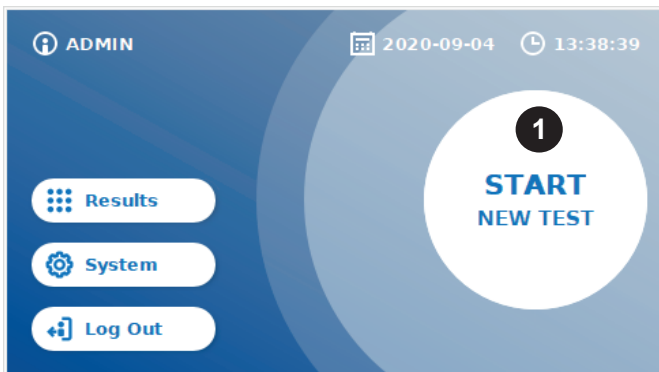 ADMIN 2020-09-04 13:38:39
1
START
NEW TEST
Results
System
Log Out